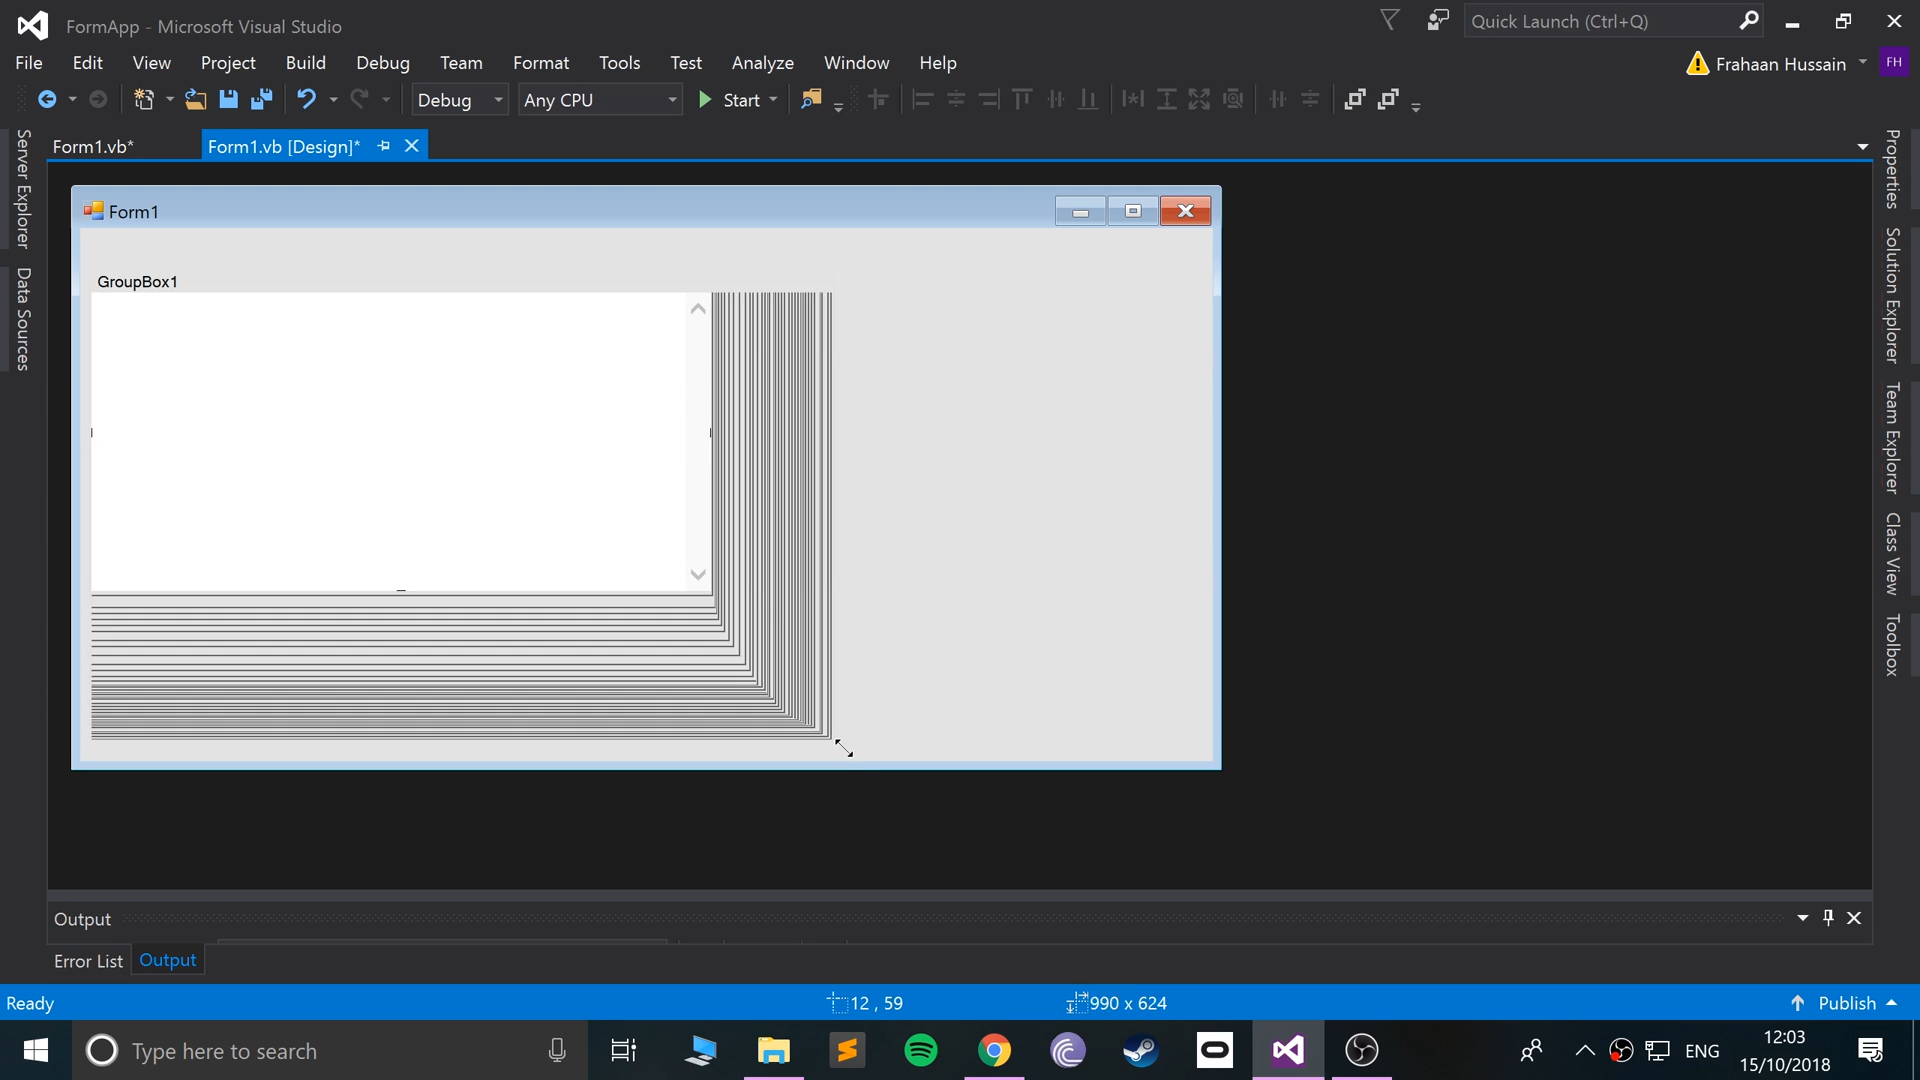 FormApp - Microsoft Visual Studio
Quick Launch (Ctrl+Q)
File Edit View Project Build Debug Team Format Tools Test Analyze Window Help
Frahaan Hussain FH
Debug Any CPU Start
Form1.vb* Form1.vb [Design]*
Server Explorer
Data Sources
Form1
GroupBox1
Properties
Solution Explorer
Team Explorer
Class View
Toolbox
Output
Error List Output
Ready 12 , 59 990 x 624 Publish
Type here to search
ENG
12:03
15/10/2018